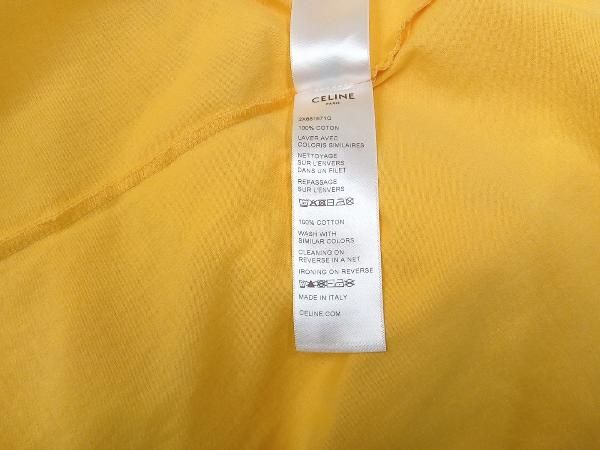 CELINE
PARIS
2X681671Q
100% COTON
LAVER AVEC
COLORIS SIMILAIRES
NETTOYAGE
SUR L'ENVERS
DANS UN FILET
REPASSAGE
SUR L'ENVERS
100% COTTON
WASH WITH
SIMILAR COLORS
CLEANING ON
REVERSE IN A NET
IRONING ON REVERSE
MADE IN ITALY
CELINE.COM